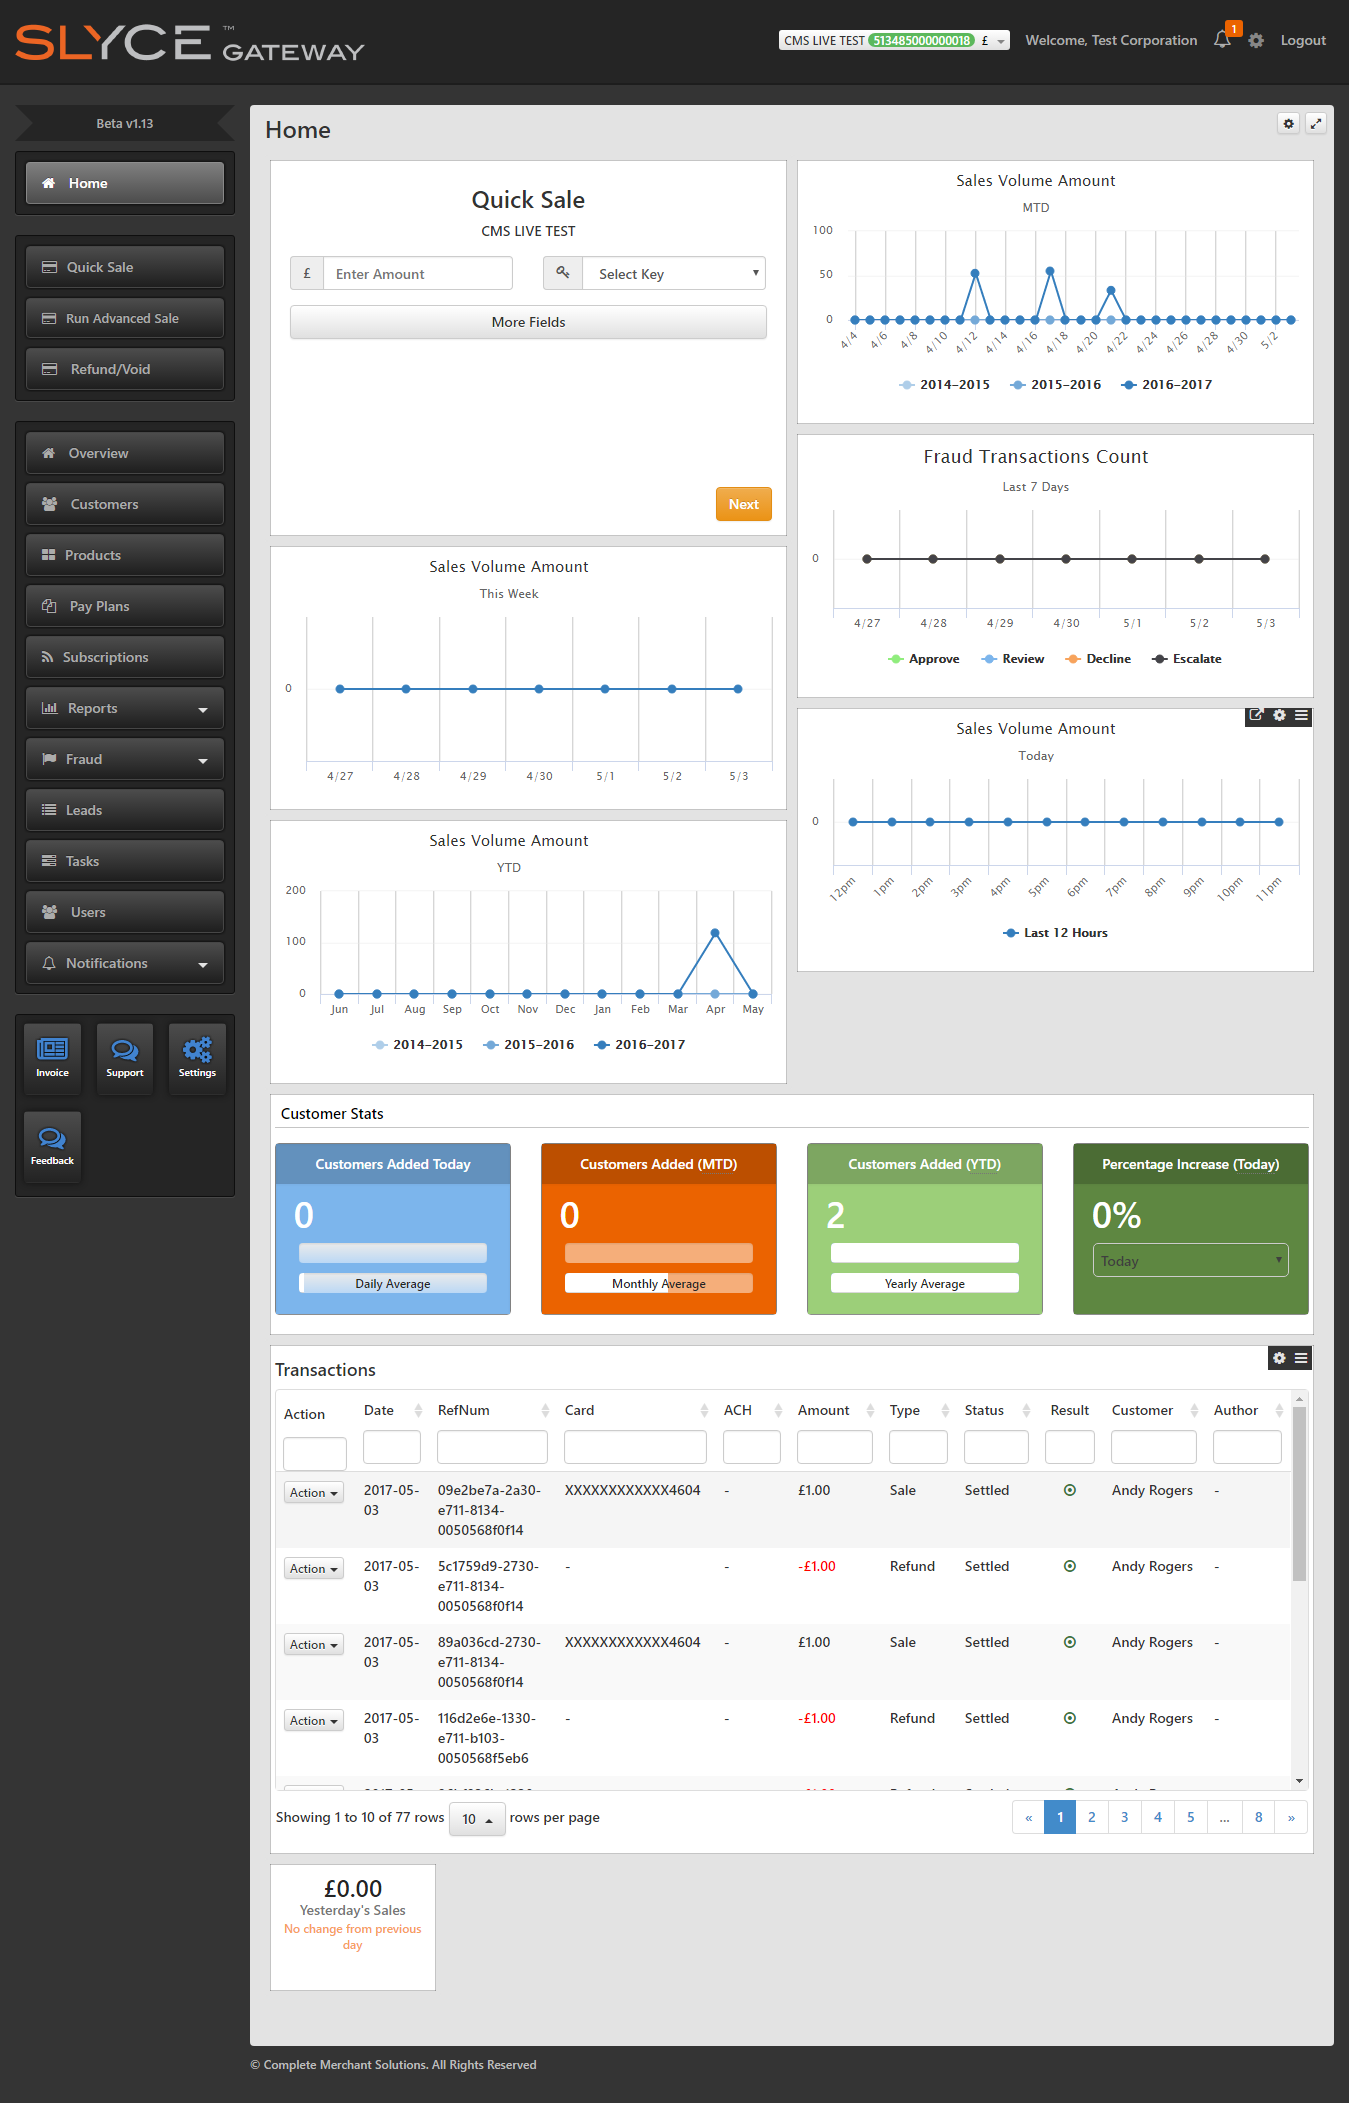 SLYCE ™ GATEWAY
CMS LIVE TEST 513485000000018 £
Welcome, Test Corporation
1
Logout
Beta v1.13
Home
Quick Sale
Run Advanced Sale
Refund/Void
Overview
Customers
Products
Pay Plans
Subscriptions
Reports
Fraud
Leads
Tasks
Users
Notifications
Invoice
Support
Settings
Feedback
Home
Quick Sale
CMS LIVE TEST
£ Enter Amount
Select Key
More Fields
Next
Sales Volume Amount
MTD
100
50
0
4/4 4/6 4/8 4/10 4/12 4/14 4/16 4/18 4/20 4/22 4/24 4/26 4/28 4/30 5/2
2014-2015 2015-2016 2016-2017
Fraud Transactions Count
Last 7 Days
0
4/27 4/28 4/29 4/30 5/1 5/2 5/3
Approve Review Decline Escalate
Sales Volume Amount
This Week
0
4/27 4/28 4/29 4/30 5/1 5/2 5/3
Sales Volume Amount
Today
0
12pm 1pm 2pm 3pm 4pm 5pm 6pm 7pm 8pm 9pm 10pm 11pm
Last 12 Hours
Sales Volume Amount
YTD
200
100
0
Jun Jul Aug Sep Oct Nov Dec Jan Feb Mar Apr May
2014-2015 2015-2016 2016-2017
Customer Stats
Customers Added Today
0
Daily Average
Customers Added (MTD)
0
Monthly Average
Customers Added (YTD)
2
Yearly Average
Percentage Increase (Today)
0%
Today
Transactions
Action Date RefNum Card ACH Amount Type Status Result Customer Author
Action 2017-05- 09e2be7a-2a30- XXXXXXXXXXXX4604 - £1.00 Sale Settled Andy Rogers -
03 e711-8134-
0050568f0f14
Action 2017-05- 5c1759d9-2730- - - -£1.00 Refund Settled Andy Rogers -
03 e711-8134-
0050568f0f14
Action 2017-05- 89a036cd-2730- XXXXXXXXXXXX4604 - £1.00 Sale Settled Andy Rogers -
03 e711-8134-
0050568f0f14
Action 2017-05- 116d2e6e-1330- - - -£1.00 Refund Settled Andy Rogers -
03 e711-b103-
0050568f5eb6
Showing 1 to 10 of 77 rows 10 rows per page
« 1 2 3 4 5 ... 8 »
£0.00
Yesterday's Sales
No change from previous
day
© Complete Merchant Solutions. All Rights Reserved